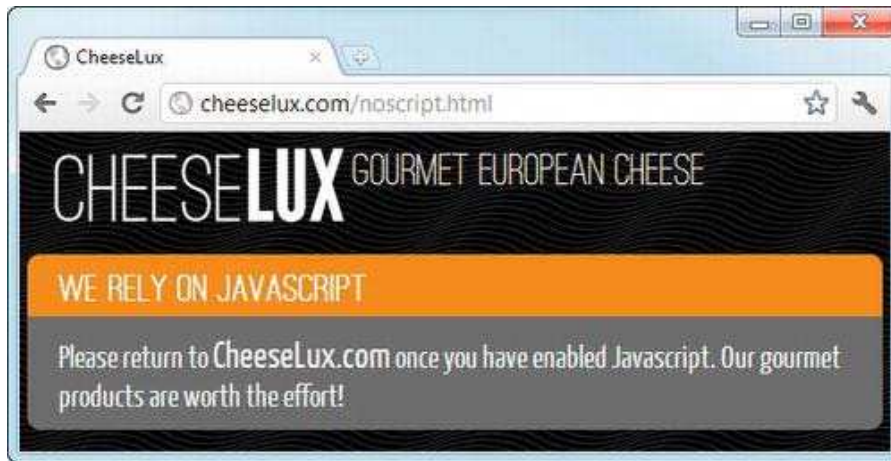 CheeseLux
cheeselux.com/noscript.html
CHEESELUX GOURMET EUROPEAN CHEESE
WE RELY ON JAVASCRIPT
Please return to CheeseLux.com once you have enabled Javascript. Our gourmet
products are worth the effort!